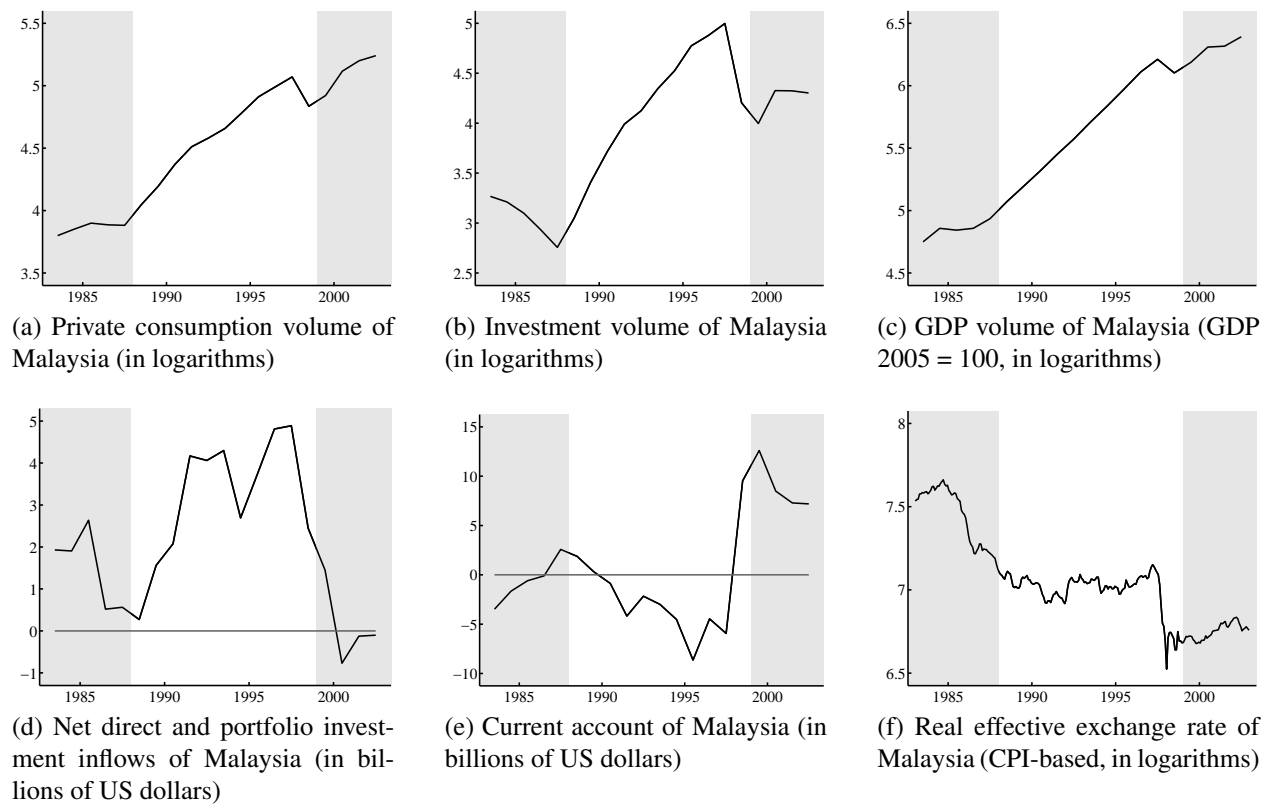 5.5
5
4.5
4
3.5
1985 1990 1995 2000
(a) Private consumption volume of
Malaysia (in logarithms)
5
4.5
4
3.5
3
2.5
1985 1990 1995 2000
(b) Investment volume of Malaysia
(in logarithms)
6.5
6
5.5
5
4.5
1985 1990 1995 2000
(c) GDP volume of Malaysia (GDP
2005 = 100, in logarithms)
5
4
3
2
1
0
−1
1985 1990 1995 2000
(d) Net direct and portfolio invest-
ment inflows of Malaysia (in bil-
lions of US dollars)
15
10
5
0
−5
−10
1985 1990 1995 2000
(e) Current account of Malaysia (in
billions of US dollars)
8
7.5
7
6.5
1985 1990 1995 2000
(f) Real effective exchange rate of
Malaysia (CPI-based, in logarithms)